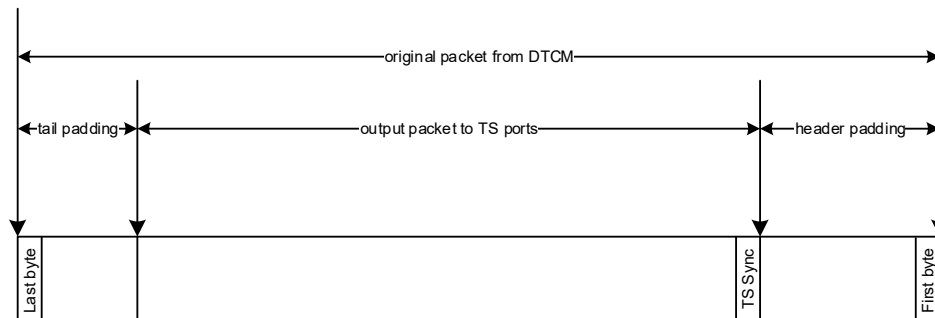 original packet from DTCM
tail padding
output packet to TS ports
header padding
Last byte
TS Sync
First byte